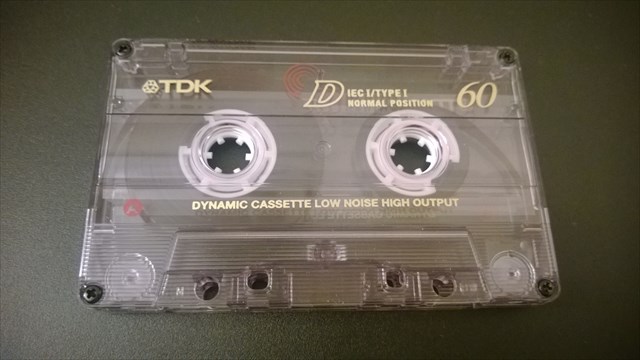 TDK
D IEC I/TYPE I
NORMAL POSITION
60
A
DYNAMIC CASSETTE LOW NOISE HIGH OUTPUT
N